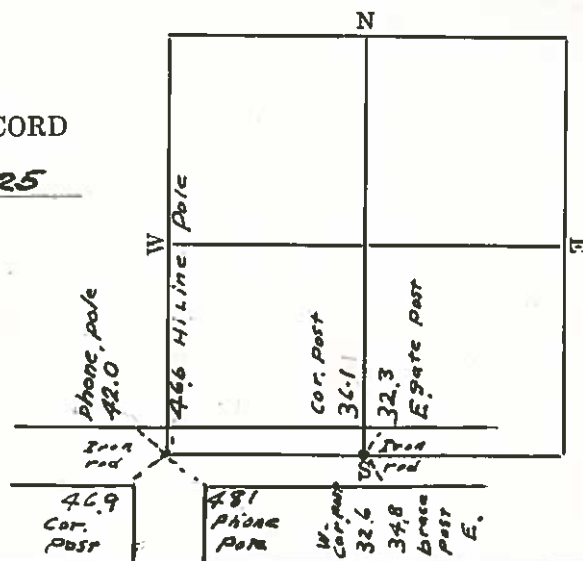 N
CORD
25
W
E
HiLine Pole
46.6
Phone pole
42.0
Cor. Post
36.1
32.3
E. gate Post
Iron
rod
Iron
rod
S
46.9
Cor.
Post
48.1
Phone
Pole
W.
Cor. post
32.6
34.8
brace
post
E.